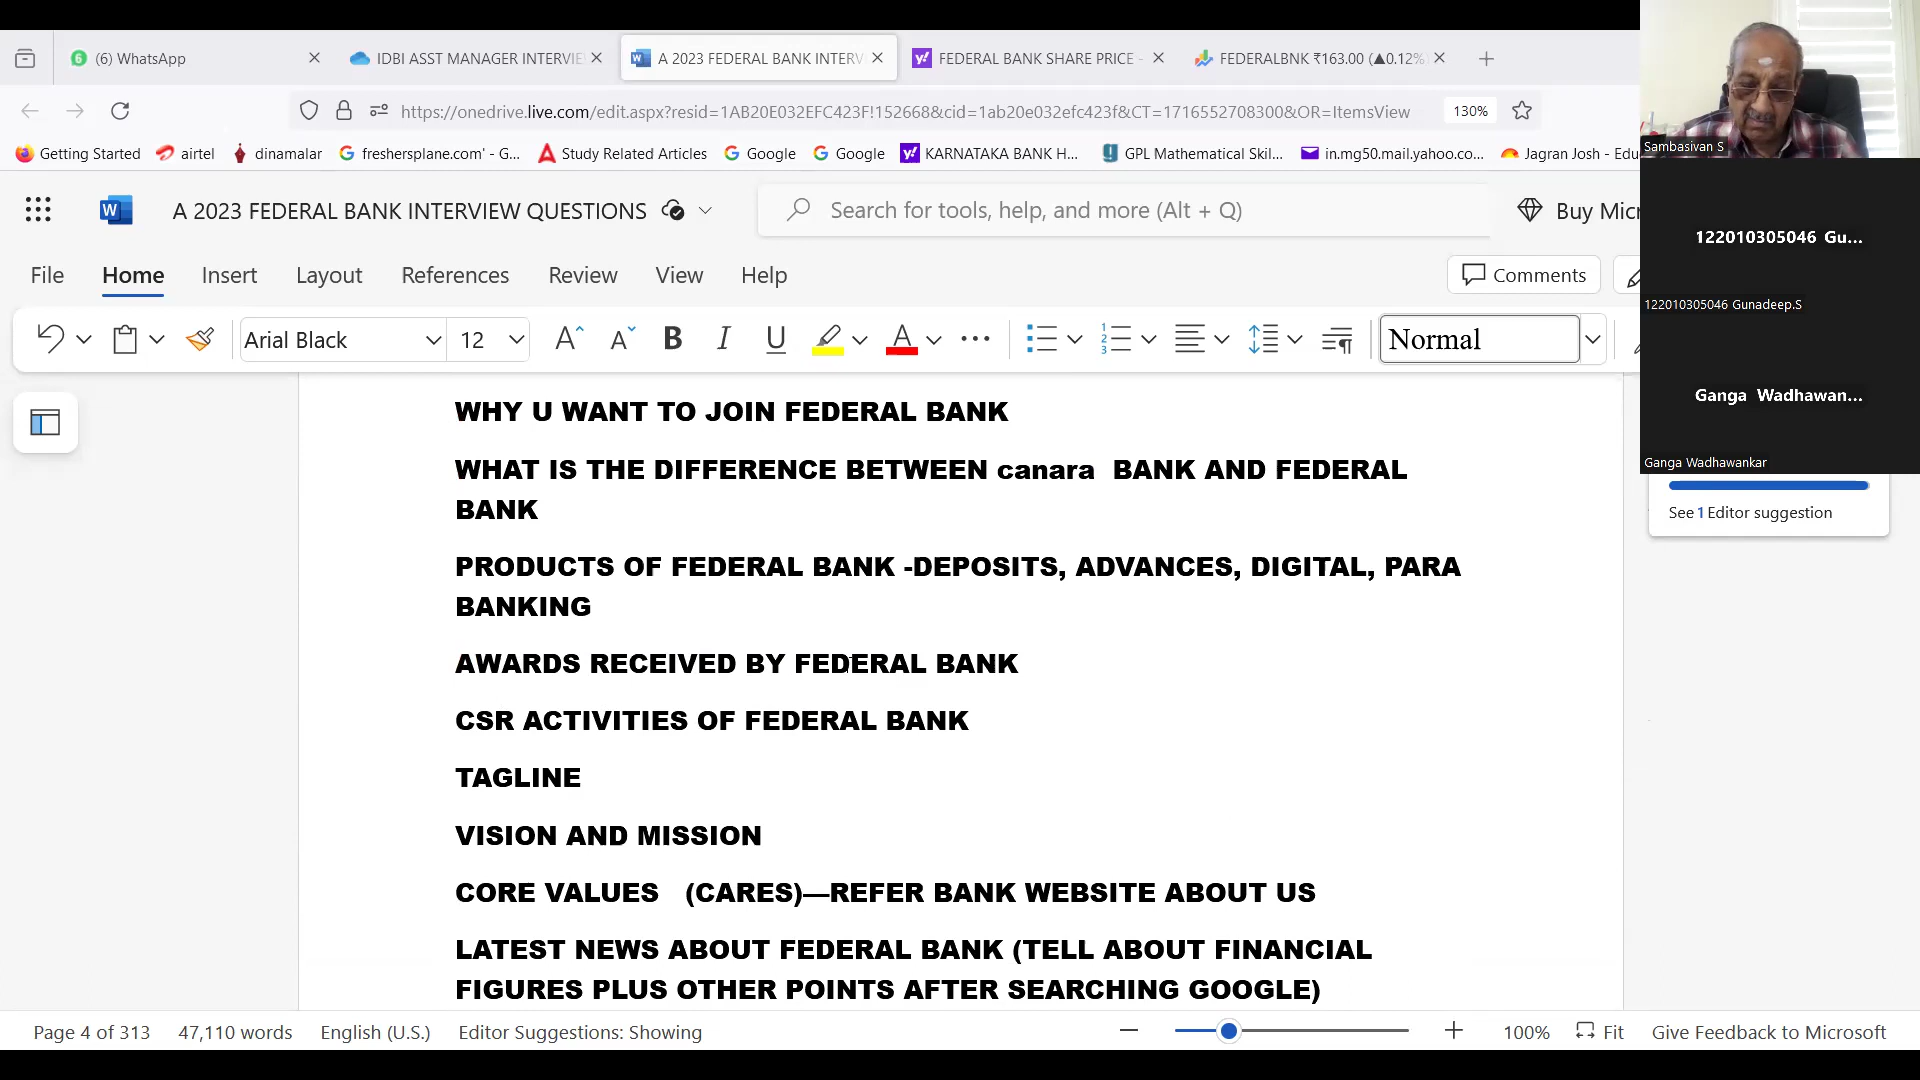 (6) WhatsApp
IDBI ASST MANAGER INTERVIE
A 2023 FEDERAL BANK INTERV
FEDERAL BANK SHARE PRICE -
FEDERALBNK ₹163.00 (▲0.12%
https://onedrive.live.com/edit.aspx?resid=1AB20E032EFC423F!152668&cid=1ab20e032efc423f&CT=1716552708300&OR=ItemsView
130%
Getting Started
airtel
dinamalar
freshersplane.com' - G...
Study Related Articles
Google
Google
KARNATAKA BANK H...
GPL Mathematical Skil...
in.mg50.mail.yahoo.co...
Jagran Josh - Edu
Sambasivan S
A 2023 FEDERAL BANK INTERVIEW QUESTIONS
Search for tools, help, and more (Alt + Q)
Buy Micr
122010305046 Gu...
122010305046 Gunadeep.S
File
Home
Insert
Layout
References
Review
View
Help
Comments
Arial Black
12
Normal
Ganga Wadhawan...
Ganga Wadhawankar
See 1 Editor suggestion
WHY U WANT TO JOIN FEDERAL BANK
WHAT IS THE DIFFERENCE BETWEEN canara BANK AND FEDERAL
BANK
PRODUCTS OF FEDERAL BANK -DEPOSITS, ADVANCES, DIGITAL, PARA
BANKING
AWARDS RECEIVED BY FEDERAL BANK
CSR ACTIVITIES OF FEDERAL BANK
TAGLINE
VISION AND MISSION
CORE VALUES (CARES)—REFER BANK WEBSITE ABOUT US
LATEST NEWS ABOUT FEDERAL BANK (TELL ABOUT FINANCIAL
FIGURES PLUS OTHER POINTS AFTER SEARCHING GOOGLE)
Page 4 of 313
47,110 words
English (U.S.)
Editor Suggestions: Showing
100%
Fit
Give Feedback to Microsoft